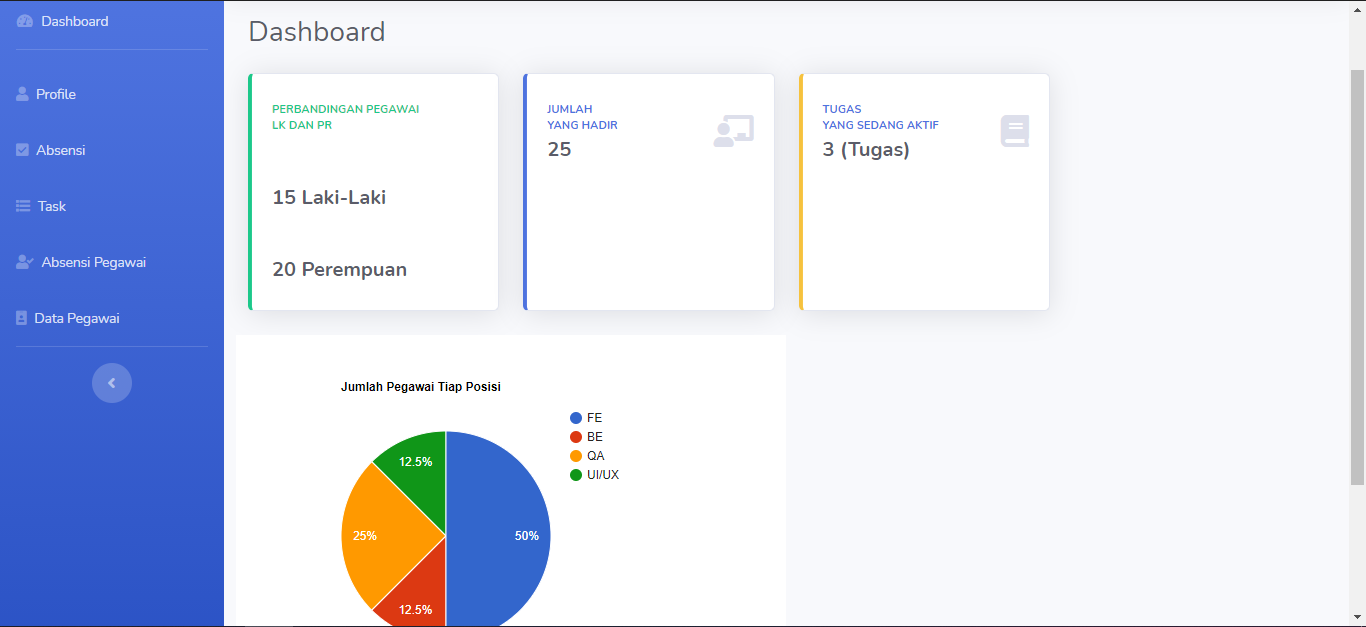 Dashboard
Profile
Absensi
Task
Absensi Pegawai
Data Pegawai
Dashboard
PERBANDINGAN PEGAWAI
LK DAN PR
15 Laki-Laki
20 Perempuan
JUMLAH
YANG HADIR
25
TUGAS
YANG SEDANG AKTIF
3 (Tugas)
Jumlah Pegawai Tiap Posisi
FE
BE
QA
UI/UX
12.5%
25%
50%
12.5%